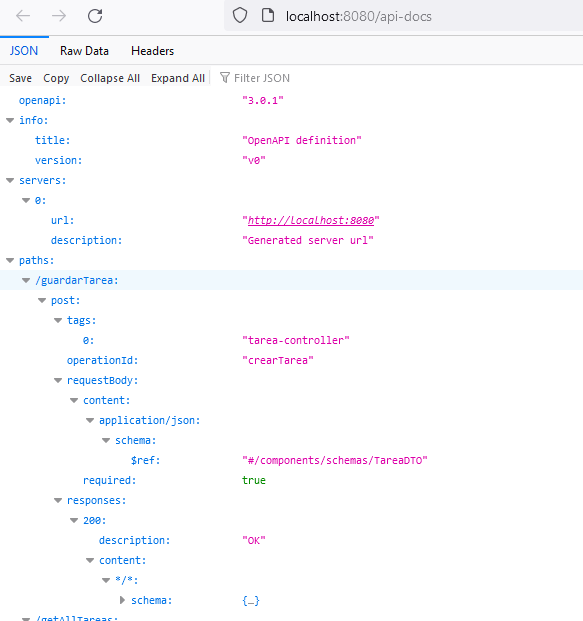 localhost:8080/api-docs
JSON Raw Data Headers
Save Copy Collapse All Expand All Filter JSON
openapi: "3.0.1"
info:
title: "OpenAPI definition"
version: "v0"
servers:
0:
url: "http://localhost:8080"
description: "Generated server url"
paths:
/guardarTarea:
post:
tags:
0: "tarea-controller"
operationId: "crearTarea"
requestBody:
content:
application/json:
schema:
$ref: "#/components/schemas/TareaDTO"
required: true
responses:
200:
description: "OK"
content:
*/*:
schema: {…}
/getAllTareas: